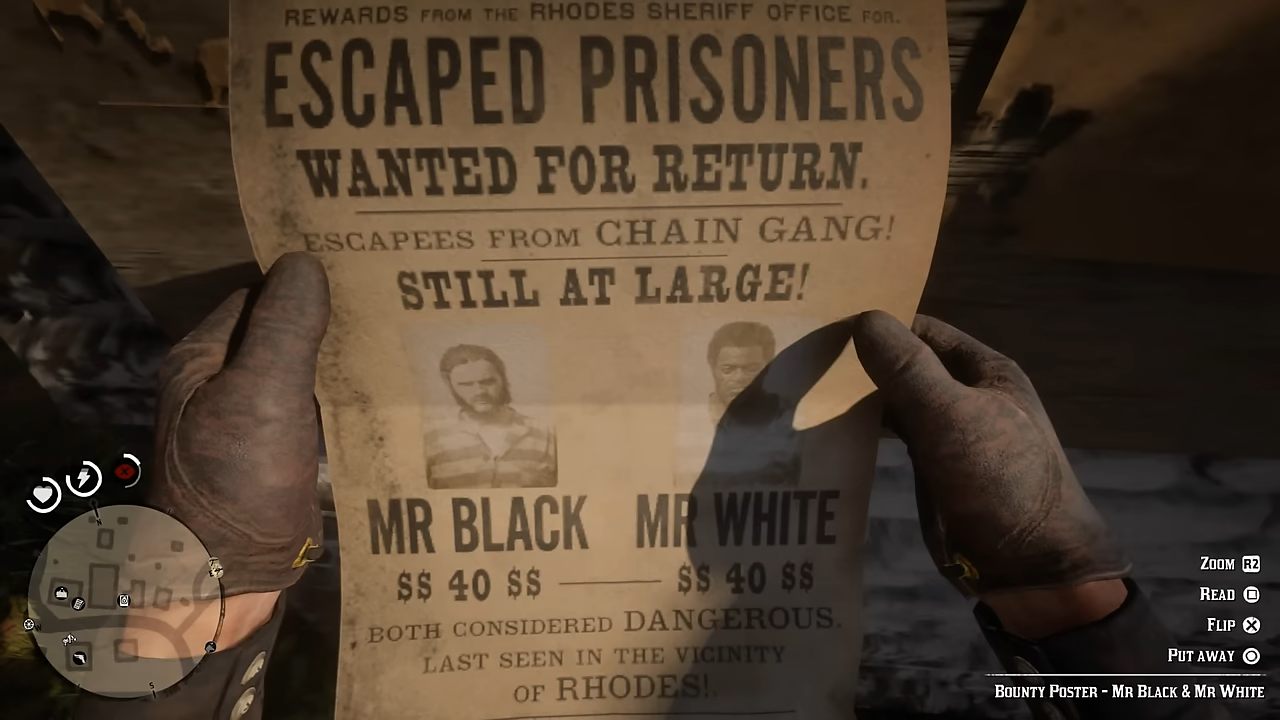 REWARDS FROM THE RHODES SHERIFF OFFICE FOR.
ESCAPED PRISONERS
WANTED FOR RETURN.
ESCAPEES FROM CHAIN GANG!
STILL AT LARGE!
MR BLACK MR WHITE
$$ 40 $$ $$ 40 $$
BOTH CONSIDERED DANGEROUS.
LAST SEEN IN THE VICINITY
OF RHODES!
ZOOM R2
READ
FLIP
PUT AWAY
BOUNTY POSTER - MR BLACK & MR WHITE
N
S